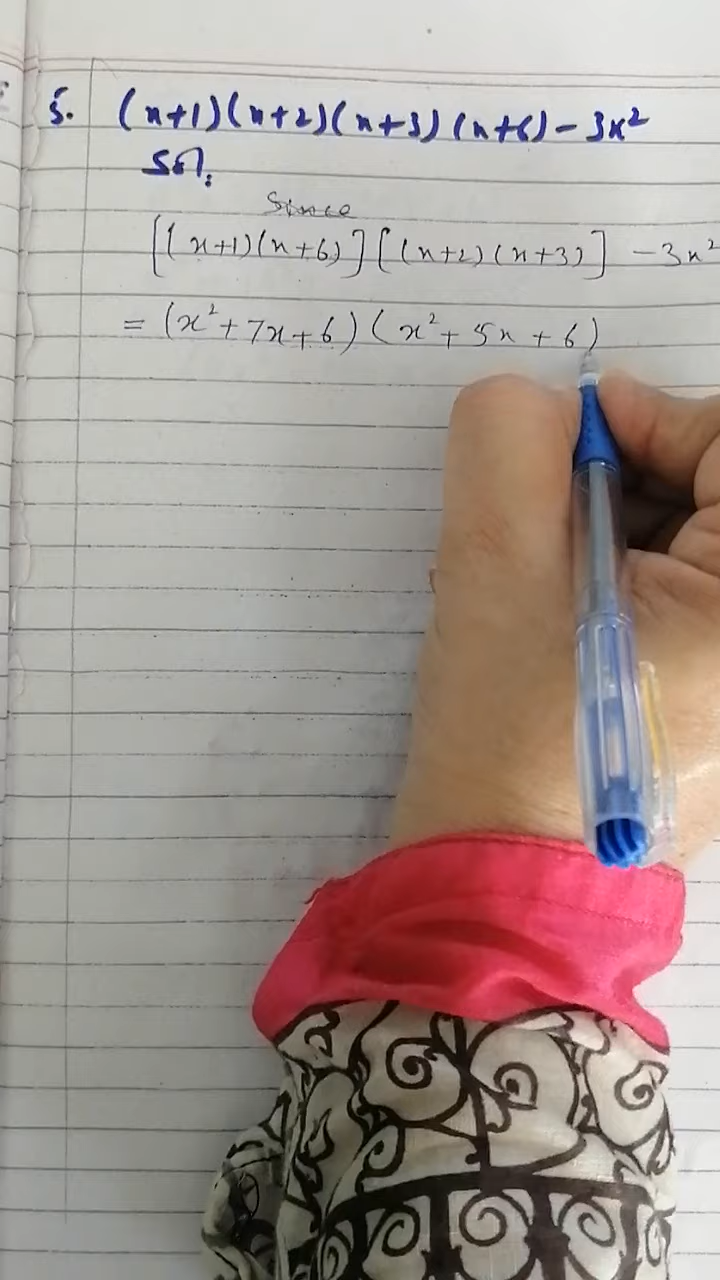 5. (x+1)(x+2)(x+3)(x+6) - 3x²
Sol:
Since
[(x+1)(x+6)][(x+2)(x+3)] - 3x²
= (x²+7x+6)(x²+5x+6)